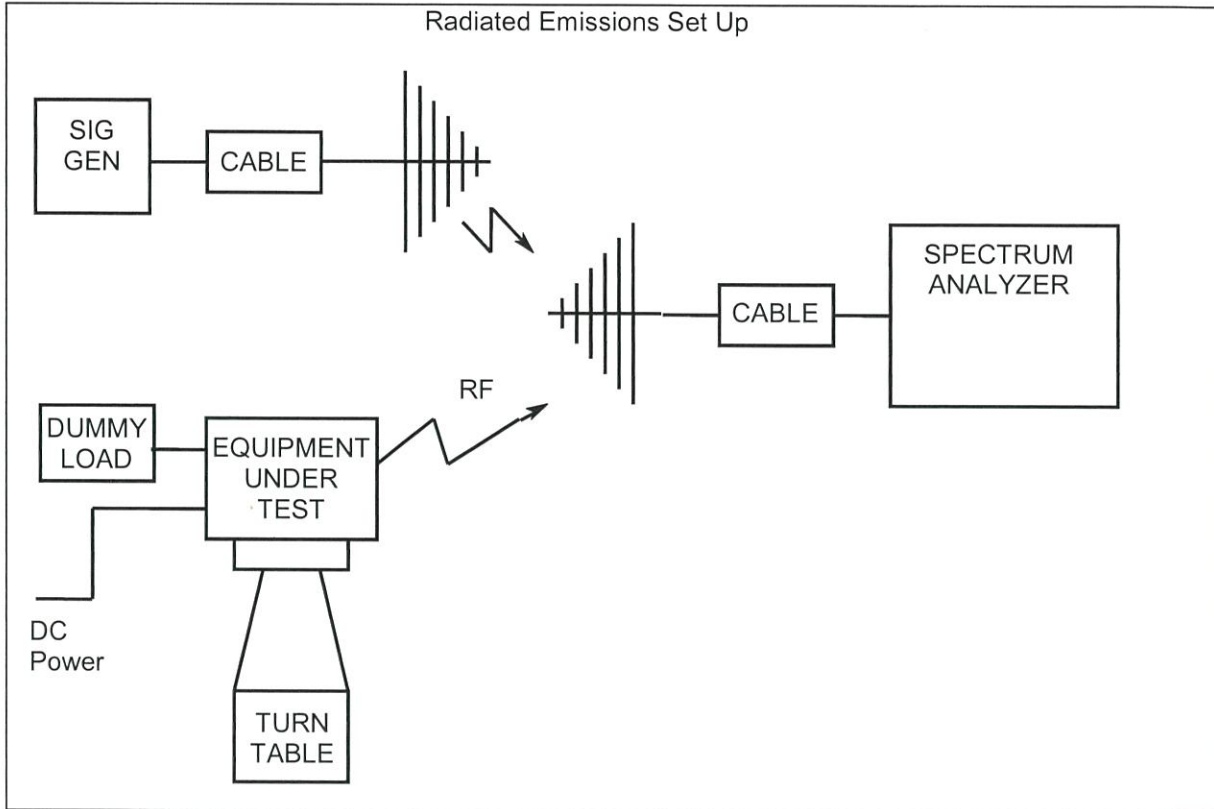 Radiated Emissions Set Up
SIG
GEN
CABLE
SPECTRUM
ANALYZER
CABLE
RF
DUMMY
LOAD
EQUIPMENT
UNDER
TEST
DC
Power
TURN
TABLE